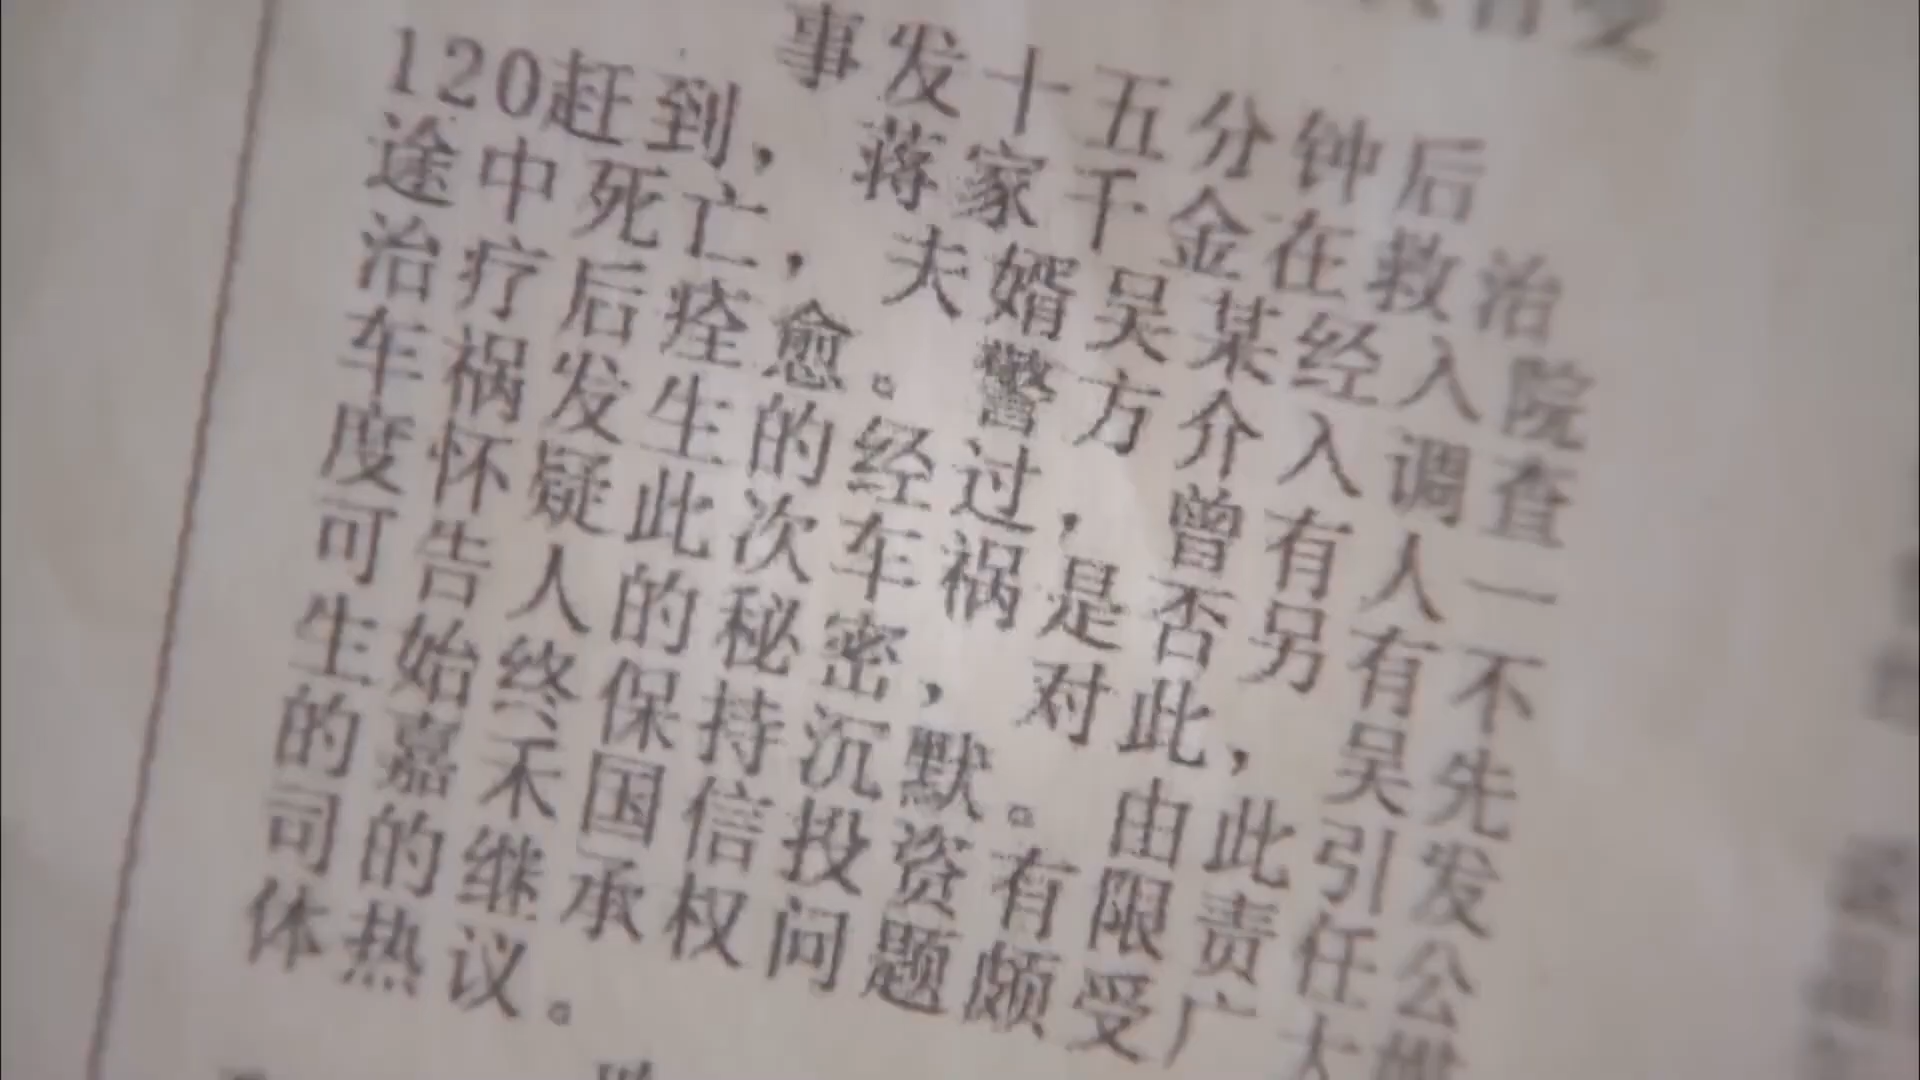 事发十五分钟后
120赶到，蒋家千金在救治
途中死亡，夫婿吴某经入院
治疗后痊愈。警方介入调查
车祸发生的经过，曾有人一
度怀疑此次车祸是否另有不
可告人的秘密，对此，吴先
生始终保持沉默。由此引发
的嘉禾国信投资有限责任公
司的继承权问题颇受广大媒
体热议。